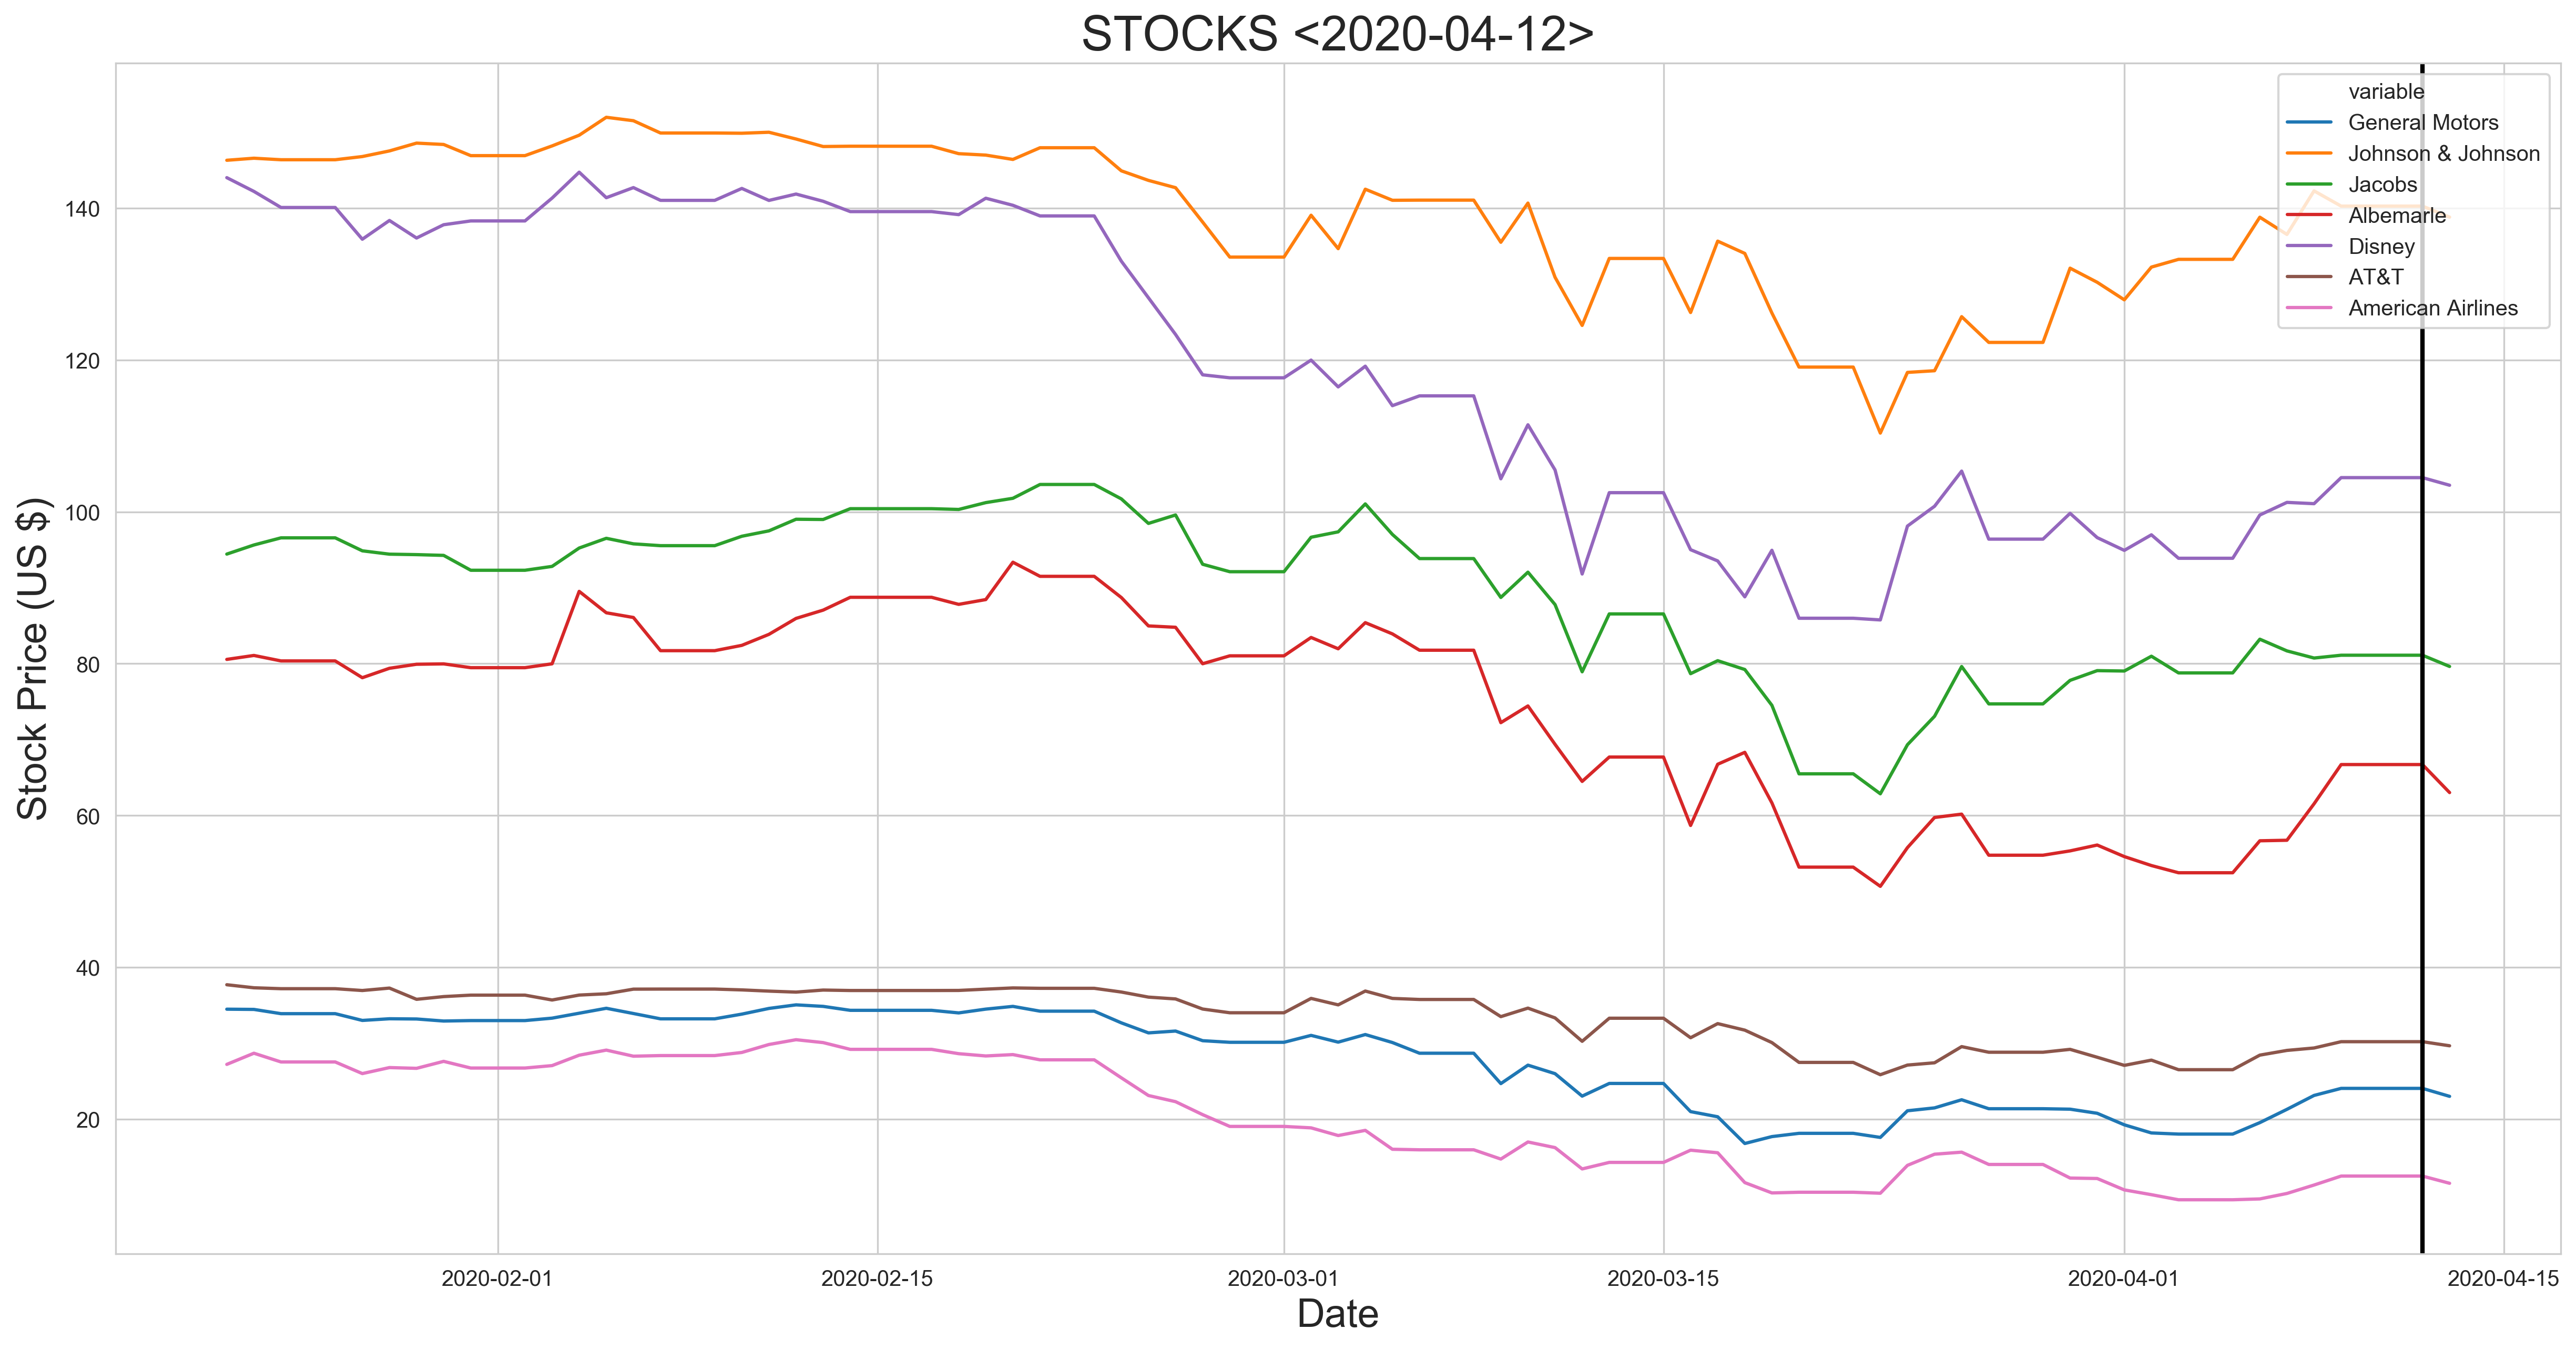 STOCKS <2020-04-12>
variable
General Motors
Johnson & Johnson
Jacobs
Albemarle
Disney
AT&T
American Airlines
Stock Price (US $)
140
120
100
80
60
40
20
2020-02-01
2020-02-15
2020-03-01
2020-03-15
2020-04-01
2020-04-15
Date